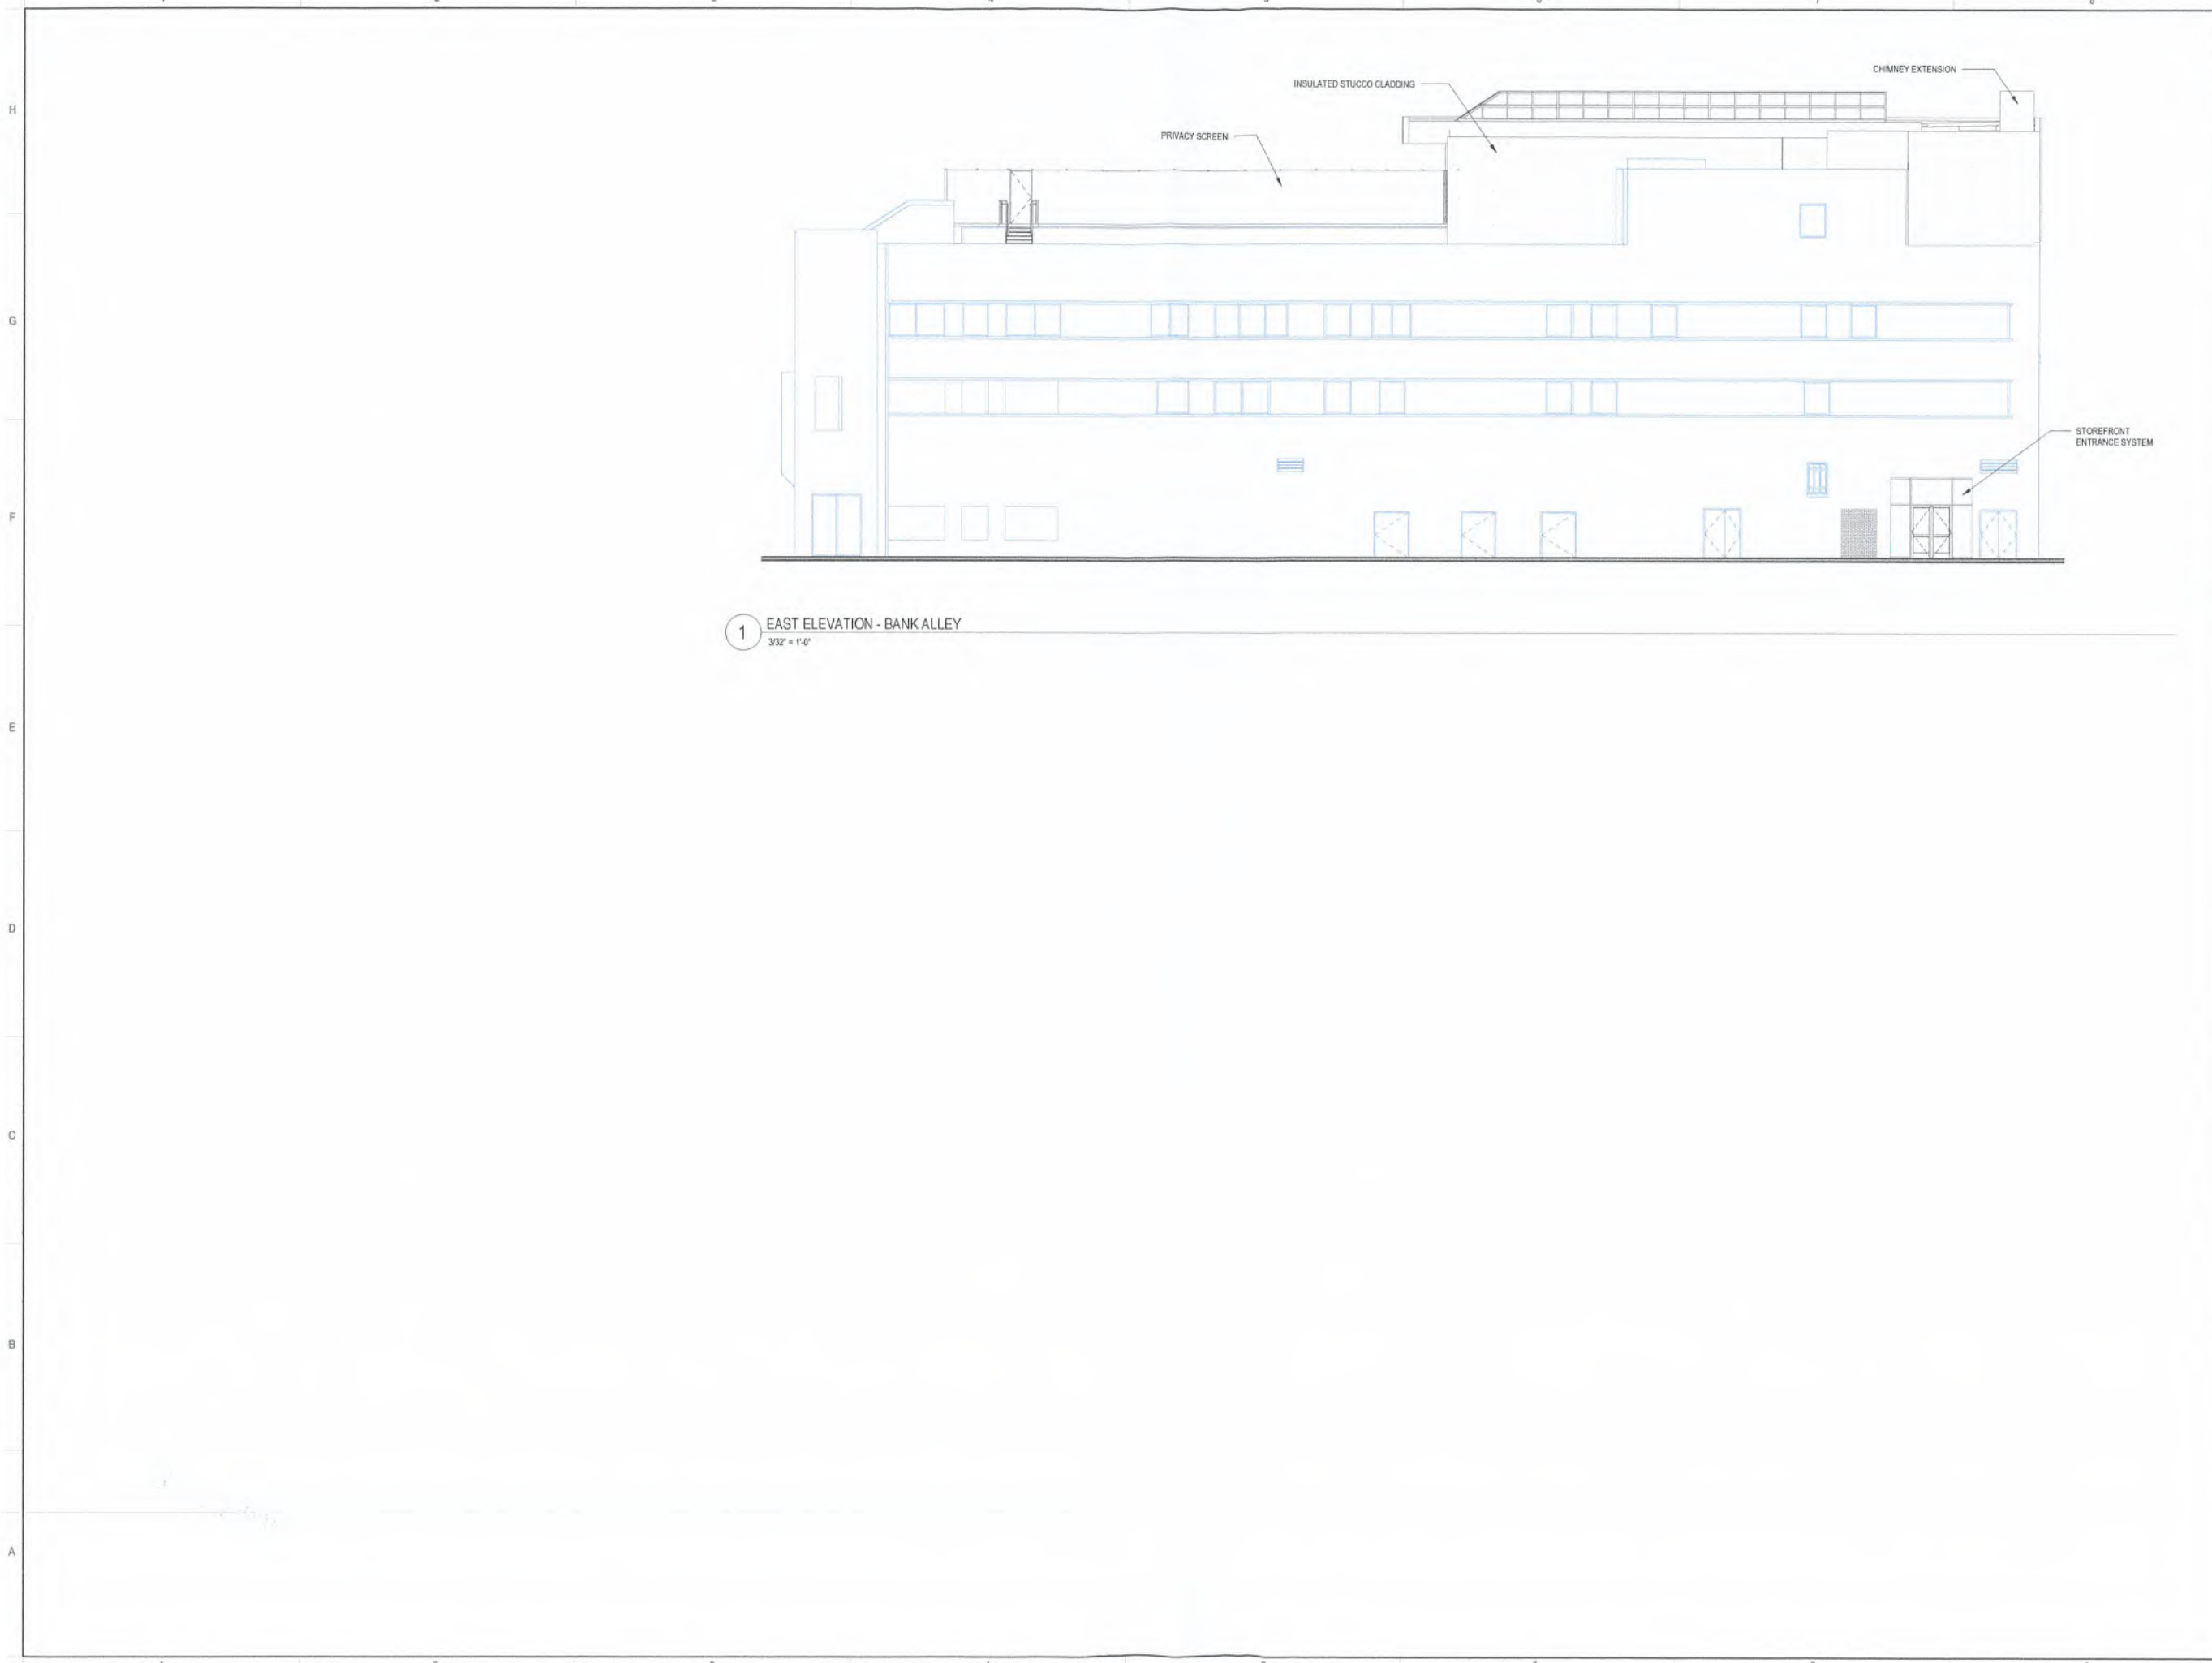 H
CHIMNEY EXTENSION
INSULATED STUCCO CLADDING
PRIVACY SCREEN
G
STOREFRONT
ENTRANCE SYSTEM
F
1 EAST ELEVATION - BANK ALLEY
3/32" = 1'-0"
E
D
C
B
A